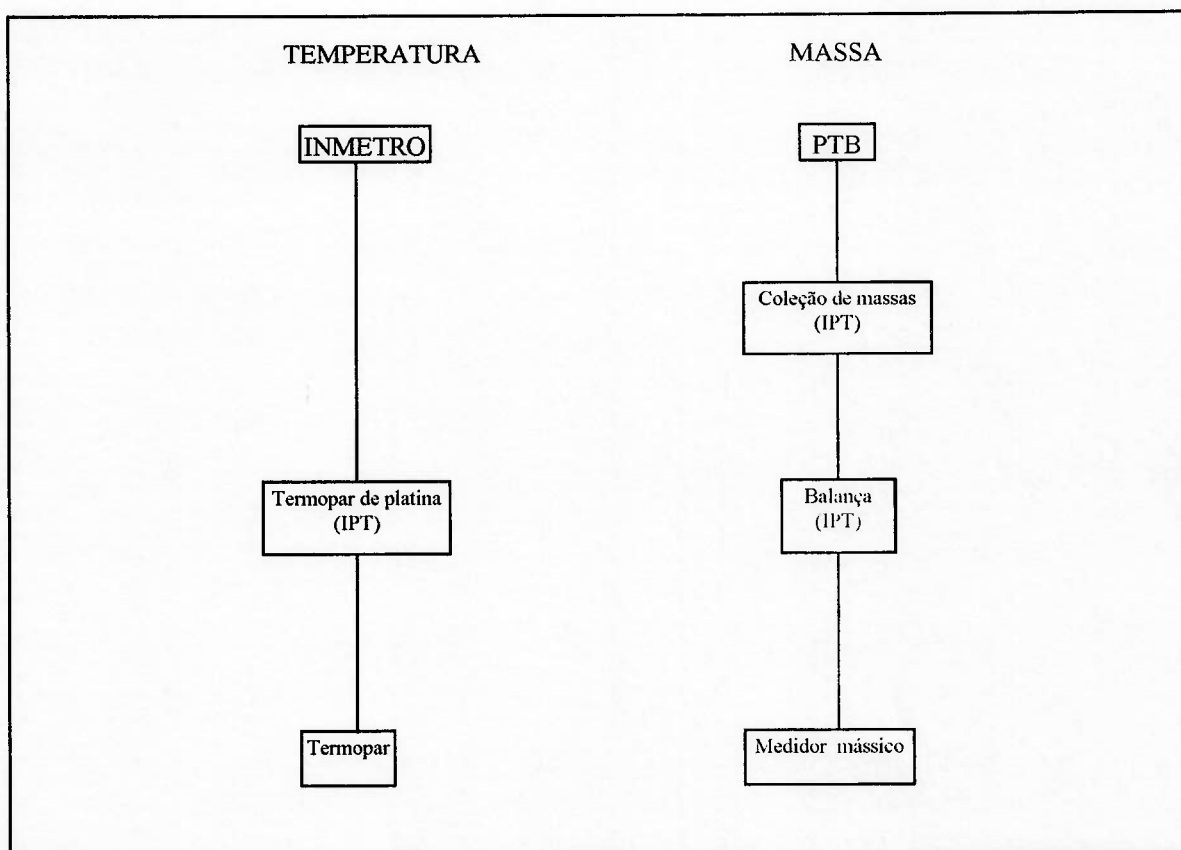 TEMPERATURA
INMETRO
Termopar de platina
(IPT)
Termopar
MASSA
PTB
Coleção de massas
(IPT)
Balança
(IPT)
Medidor mássico